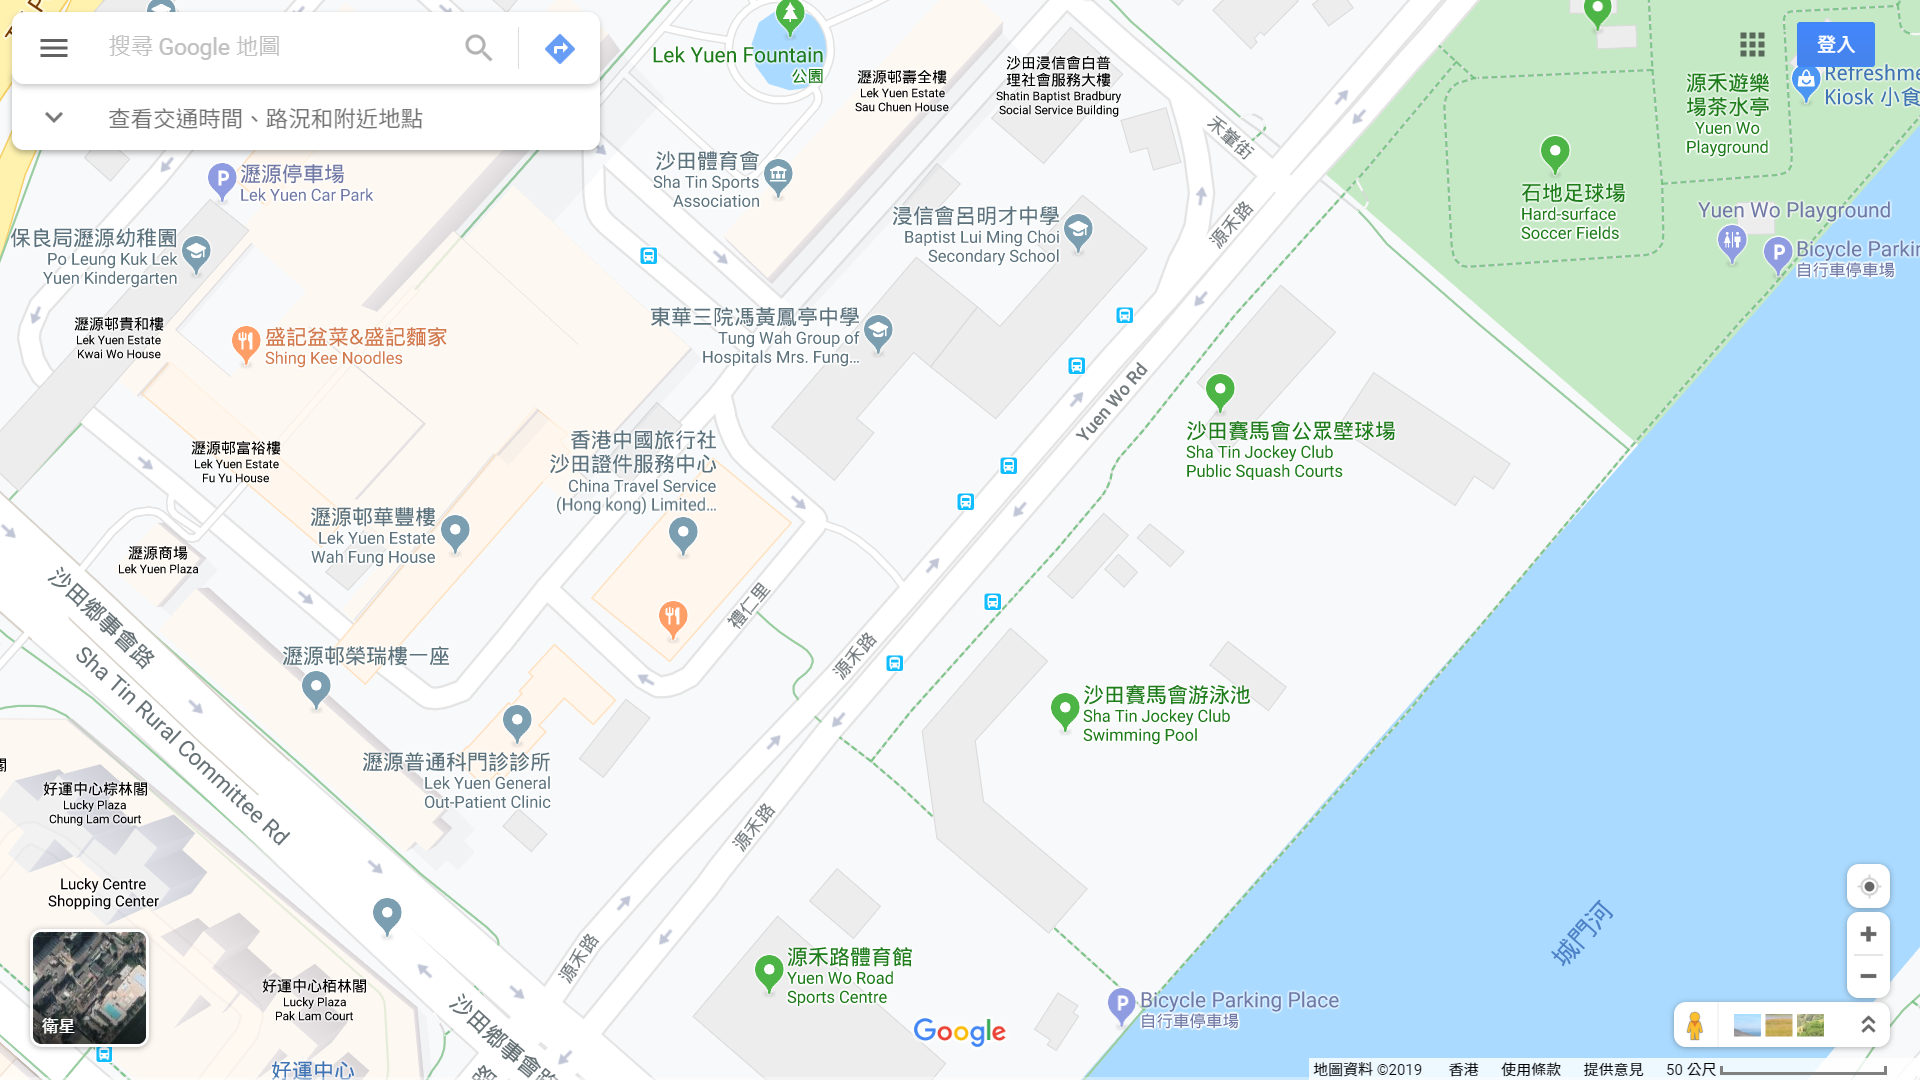 搜尋 Google 地圖
查看交通時間、路況和附近地點
登入
Lek Yuen Fountain
公園
瀝源邨壽全樓
Lek Yuen Estate
Sau Chuen House
沙田浸信會白普
理社會服務大樓
Shatin Baptist Bradbury
Social Service Building
禾輋街
源禾遊樂
場茶水亭
Yuen Wo
Playground
Refreshme
Kiosk 小食
石地足球場
Hard-surface
Soccer Fields
Yuen Wo Playground
Bicycle Parkin
自行車停車場
瀝源停車場
Lek Yuen Car Park
沙田體育會
Sha Tin Sports
Association
浸信會呂明才中學
Baptist Lui Ming Choi
Secondary School
源禾路
保良局瀝源幼稚園
Po Leung Kuk Lek
Yuen Kindergarten
瀝源邨貴和樓
Lek Yuen Estate
Kwai Wo House
盛記盆菜&盛記麵家
Shing Kee Noodles
東華三院馮黃鳳亭中學
Tung Wah Group of
Hospitals Mrs. Fung...
Yuen Wo Rd
沙田賽馬會公眾壁球場
Sha Tin Jockey Club
Public Squash Courts
瀝源邨富裕樓
Lek Yuen Estate
Fu Yu House
香港中國旅行社
沙田證件服務中心
China Travel Service
(Hong kong) Limited...
瀝源邨華豐樓
Lek Yuen Estate
Wah Fung House
瀝源商場
Lek Yuen Plaza
沙田鄉事會路
Sha Tin Rural Committee Rd
禮仁里
源禾路
瀝源邨榮瑞樓一座
沙田賽馬會游泳池
Sha Tin Jockey Club
Swimming Pool
瀝源普通科門診診所
Lek Yuen General
Out-Patient Clinic
閣
好運中心棕林閣
Lucky Plaza
Chung Lam Court
源禾路
Lucky Centre
Shopping Center
源禾路
源禾路體育館
Yuen Wo Road
Sports Centre
城門河
好運中心栢林閣
Lucky Plaza
Pak Lam Court
沙田鄉事會路
路
Bicycle Parking Place
自行車停車場
衛星
好運中心
Google
地圖資料 ©2019 香港 使用條款 提供意見 50 公尺